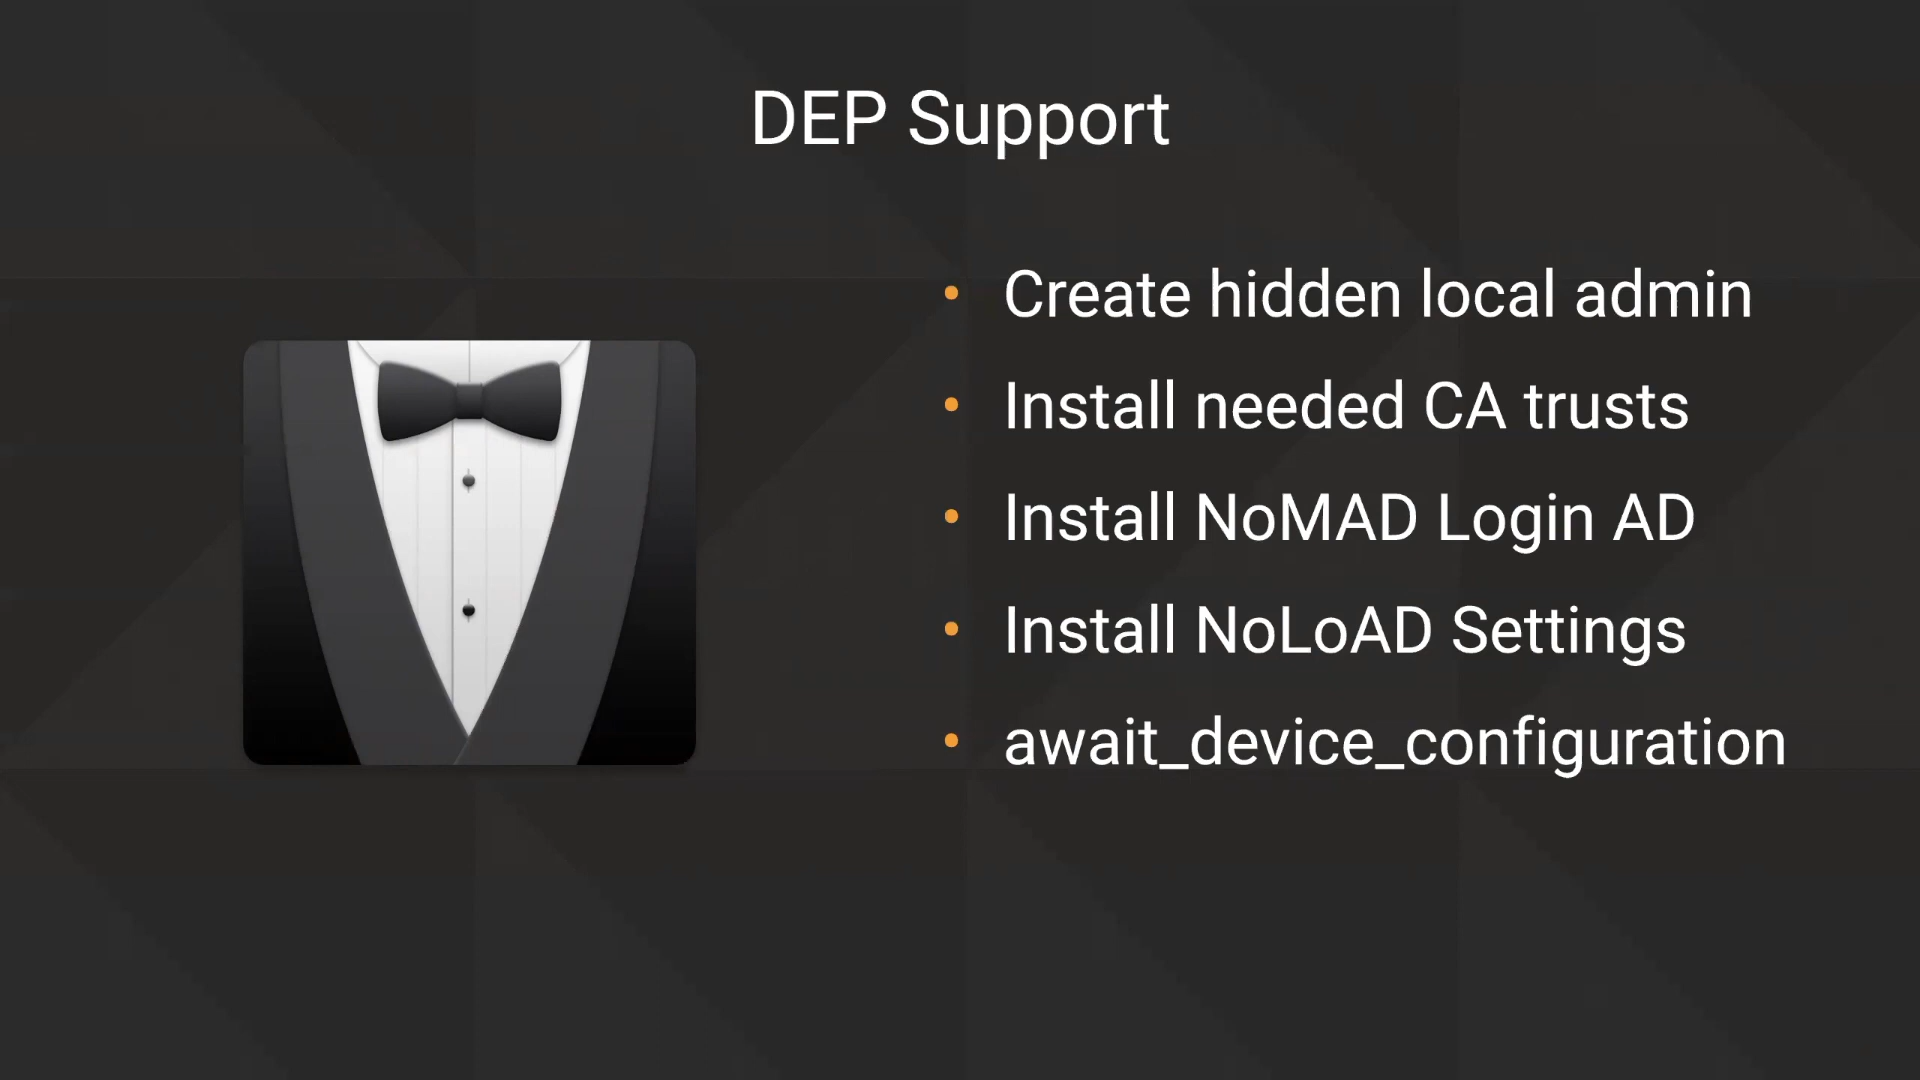 DEP Support
• Create hidden local admin
• Install needed CA trusts
• Install NoMAD Login AD
• Install NoLoAD Settings
• await_device_configuration